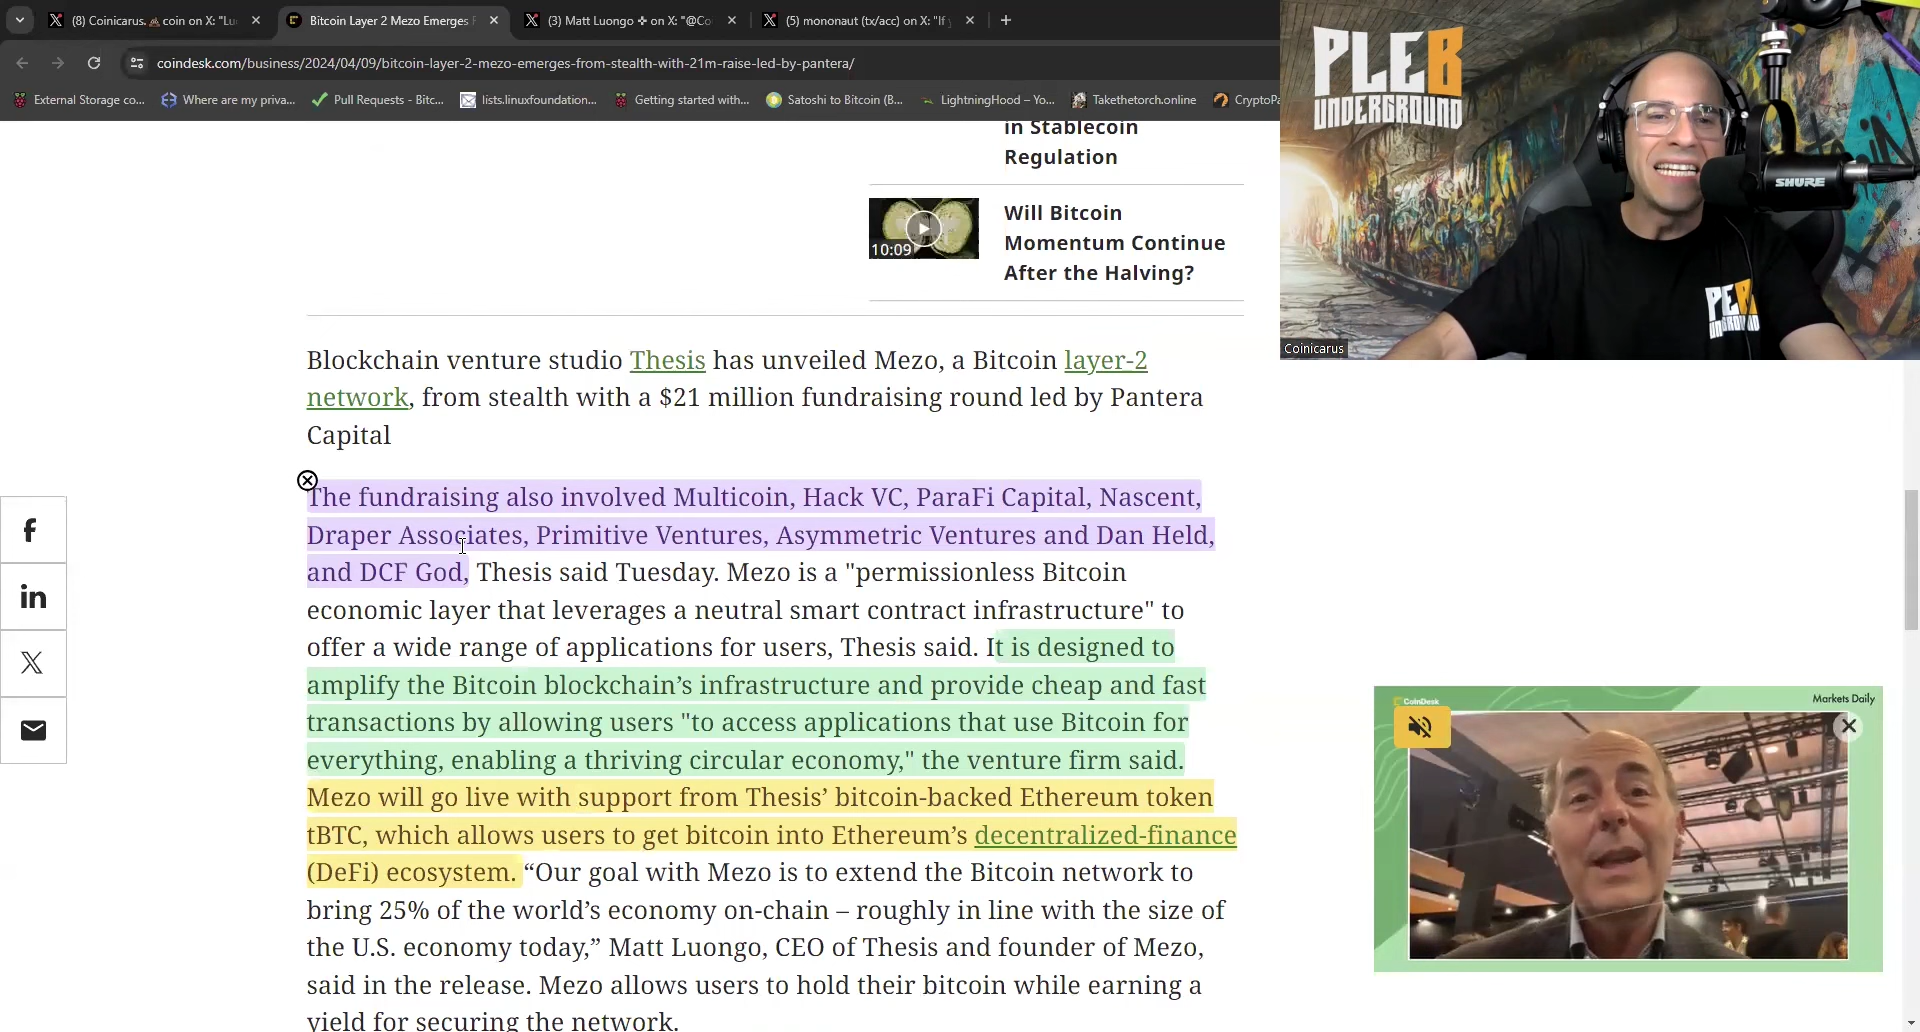 (8) Coinicarus. coin on X: "Lu
Bitcoin Layer 2 Mezo Emerges F
(3) Matt Luongo on X: "@Co
(5) mononaut (tx/acc) on X: "If y
coindesk.com/business/2024/04/09/bitcoin-layer-2-mezo-emerges-from-stealth-with-21m-raise-led-by-pantera/
External Storage co...
Where are my priva...
Pull Requests · Bitc...
lists.linuxfoundation...
Getting started with...
Satoshi to Bitcoin (B...
LightningHood – Yo...
Takethetorch.online
CryptoPa
PLEB
UNDERGROUND
SHURE
PLEB
UNDERGROUND
Coinicarus
in Stablecoin
Regulation
10:09
Will Bitcoin
Momentum Continue
After the Halving?
Blockchain venture studio Thesis has unveiled Mezo, a Bitcoin layer-2
network, from stealth with a $21 million fundraising round led by Pantera
Capital
The fundraising also involved Multicoin, Hack VC, ParaFi Capital, Nascent,
Draper Associates, Primitive Ventures, Asymmetric Ventures and Dan Held,
and DCF God, Thesis said Tuesday. Mezo is a "permissionless Bitcoin
economic layer that leverages a neutral smart contract infrastructure" to
offer a wide range of applications for users, Thesis said. It is designed to
amplify the Bitcoin blockchain’s infrastructure and provide cheap and fast
transactions by allowing users "to access applications that use Bitcoin for
everything, enabling a thriving circular economy," the venture firm said.
Mezo will go live with support from Thesis’ bitcoin-backed Ethereum token
tBTC, which allows users to get bitcoin into Ethereum’s decentralized-finance
(DeFi) ecosystem. “Our goal with Mezo is to extend the Bitcoin network to
bring 25% of the world’s economy on-chain – roughly in line with the size of
the U.S. economy today,” Matt Luongo, CEO of Thesis and founder of Mezo,
said in the release. Mezo allows users to hold their bitcoin while earning a
yield for securing the network.
CoinDesk
Markets Daily